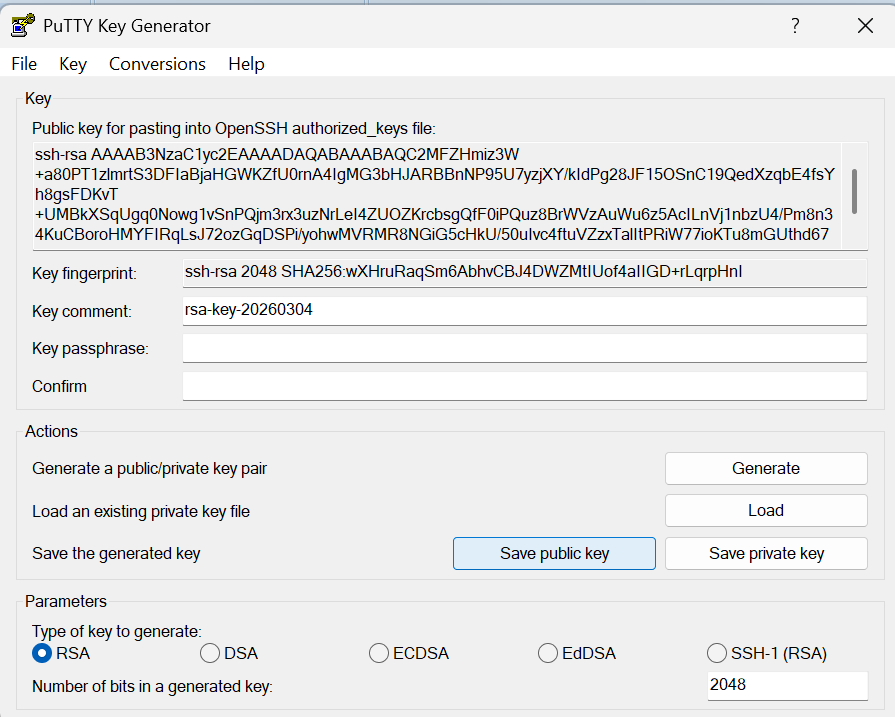 PuTTY Key Generator
?
File Key Conversions Help
Key
Public key for pasting into OpenSSH authorized_keys file:
ssh-rsa AAAAB3NzaC1yc2EAAAADAQABAAABAQC2MFZHmiz3W
+a80PT1zlmrtS3DFIaBjaHGWKZfU0rnA4IgMG3bHJARBBnNP95U7yzjXY/kIdPg28JF15OSnC19QedXzqbE4fsY
h8gsFDKvT
+UMBkXSqUgq0Nowg1vSnPQjm3rx3uzNrLeI4ZUOZKrcbsgQfF0iPQuz8BrWVzAuWu6z5AcILnVj1nbzU4/Pm8n3
4KuCBoroHMYFIRqLsJ72ozGqDSPi/yohwMVRMR8NGiG5cHkU/50uIvc4ftuVZzxTalItPRiW77ioKTu8mGUthd67
Key fingerprint:
ssh-rsa 2048 SHA256:wXHruRaqSm6AbhvCBJ4DWZMtIUof4aIIGD+rLqrpHnI
Key comment:
rsa-key-20260304
Key passphrase:
Confirm
Actions
Generate a public/private key pair
Generate
Load an existing private key file
Load
Save the generated key
Save public key
Save private key
Parameters
Type of key to generate:
RSA DSA ECDSA EdDSA SSH-1 (RSA)
Number of bits in a generated key:
2048